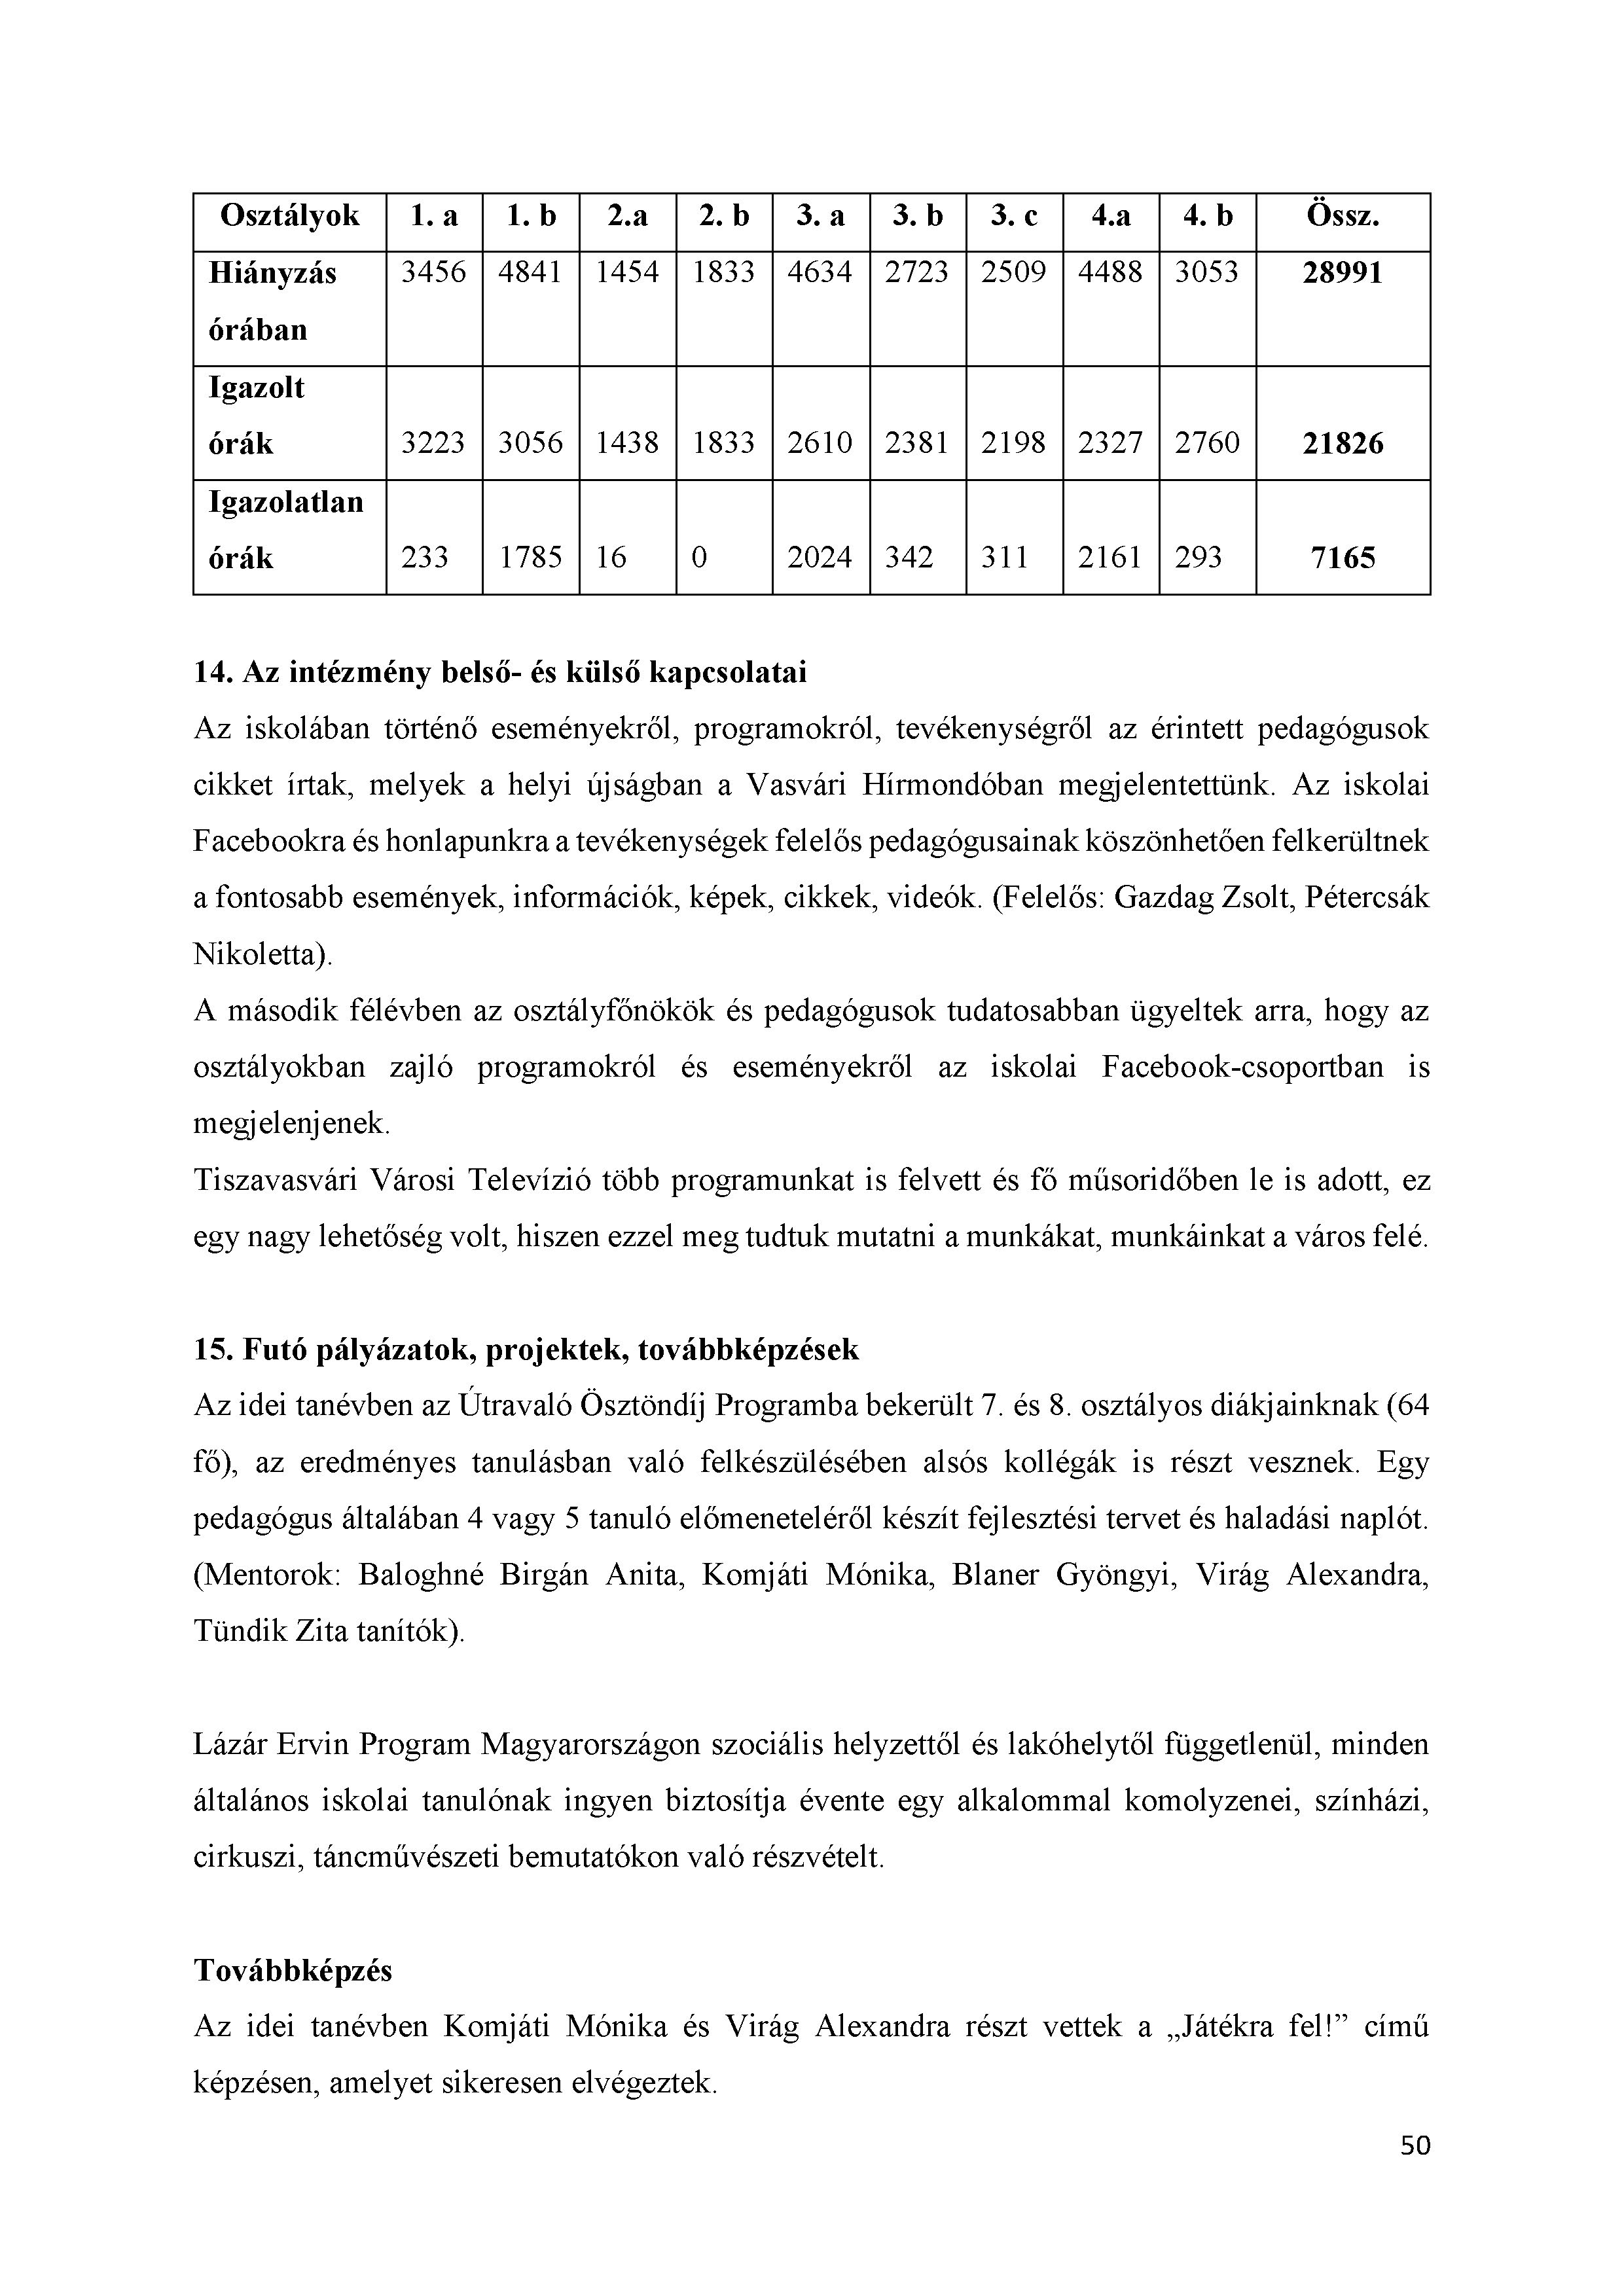 Osztályok 1. a 1. b 2.a 2. b 3. a 3. b 3. c 4.a 4. b Össz.
Hiányzás órában 3456 4841 1454 1833 4634 2723 2509 4488 3053 28991
Igazolt órák 3223 3056 1438 1833 2610 2381 2198 2327 2760 21826
Igazolatlan órák 233 1785 16 0 2024 342 311 2161 293 7165
14. Az intézmény belső- és külső kapcsolatai
Az iskolában történő eseményekről, programokról, tevékenységről az érintett pedagógusok
cikket írtak, melyek a helyi újságban a Vasvári Hírmondóban megjelentettünk. Az iskolai
Facebookra és honlapunkra a tevékenységek felelős pedagógusainak köszönhetően felkerültnek
a fontosabb események, információk, képek, cikkek, videók. (Felelős: Gazdag Zsolt, Pétercsák
Nikoletta).
A második félévben az osztályfőnökök és pedagógusok tudatosabban ügyeltek arra, hogy az
osztályokban zajló programokról és eseményekről az iskolai Facebook-csoportban is
megjelenjenek.
Tiszavasvári Városi Televízió több programunkat is felvett és fő műsoridőben le is adott, ez
egy nagy lehetőség volt, hiszen ezzel meg tudtuk mutatni a munkákat, munkáinkat a város felé.
15. Futó pályázatok, projektek, továbbképzések
Az idei tanévben az Útravaló Ösztöndíj Programba bekerült 7. és 8. osztályos diákjainknak (64
fő), az eredményes tanulásban való felkészülésében alsós kollégák is részt vesznek. Egy
pedagógus általában 4 vagy 5 tanuló előmeneteléről készít fejlesztési tervet és haladási naplót.
(Mentorok: Baloghné Birgán Anita, Komjáti Mónika, Blaner Gyöngyi, Virág Alexandra,
Tündik Zita tanítók).
Lázár Ervin Program Magyarországon szociális helyzettől és lakóhelytől függetlenül, minden
általános iskolai tanulónak ingyen biztosítja évente egy alkalommal komolyzenei, színházi,
cirkuszi, táncművészeti bemutatókon való részvételt.
Továbbképzés
Az idei tanévben Komjáti Mónika és Virág Alexandra részt vettek a „Játékra fel!” című
képzésen, amelyet sikeresen elvégeztek.
50